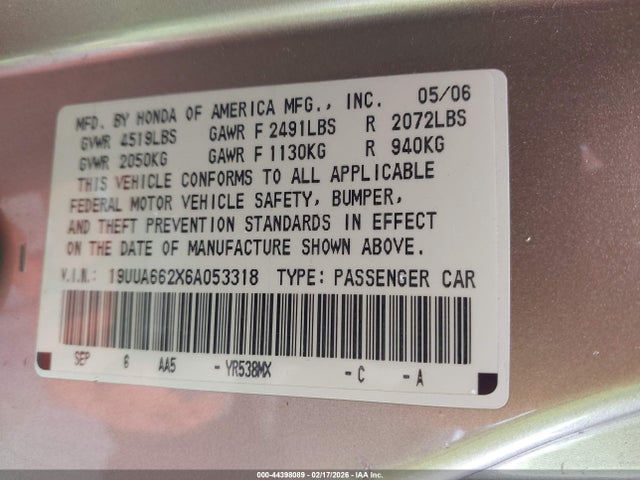 MFD. BY HONDA OF AMERICA MFG., INC. 05/06
GVWR 4519LBS GAWR F 2491LBS R 2072LBS
GVWR 2050KG GAWR F 1130KG R 940KG
THIS VEHICLE CONFORMS TO ALL APPLICABLE
FEDERAL MOTOR VEHICLE SAFETY, BUMPER,
AND THEFT PREVENTION STANDARDS IN EFFECT
ON THE DATE OF MANUFACTURE SHOWN ABOVE.
V.I.N.: 19UUA662X6A053318 TYPE: PASSENGER CAR
SEP 6 AA5 - YR538MX - C - A
000-44398089 - 02/17/2026 - IAA Inc.